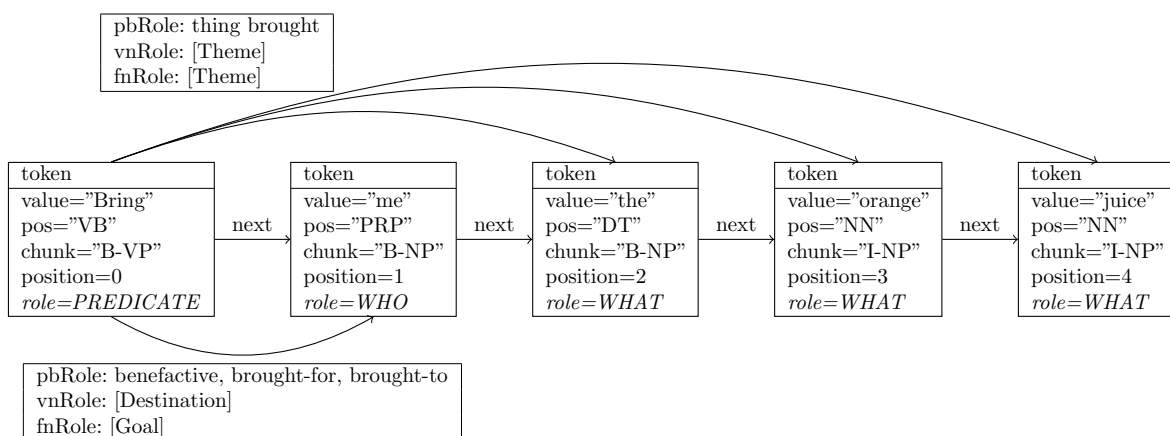 pbRole: thing brought
vnRole: [Theme]
fnRole: [Theme]
token
value=”Bring”
pos=”VB”
chunk=”B-VP”
position=0
role=PREDICATE
next
token
value=”me”
pos=”PRP”
chunk=”B-NP”
position=1
role=WHO
next
token
value=”the”
pos=”DT”
chunk=”B-NP”
position=2
role=WHAT
next
token
value=”orange”
pos=”NN”
chunk=”I-NP”
position=3
role=WHAT
next
token
value=”juice”
pos=”NN”
chunk=”I-NP”
position=4
role=WHAT
pbRole: benefactive, brought-for, brought-to
vnRole: [Destination]
fnRole: [Goal]